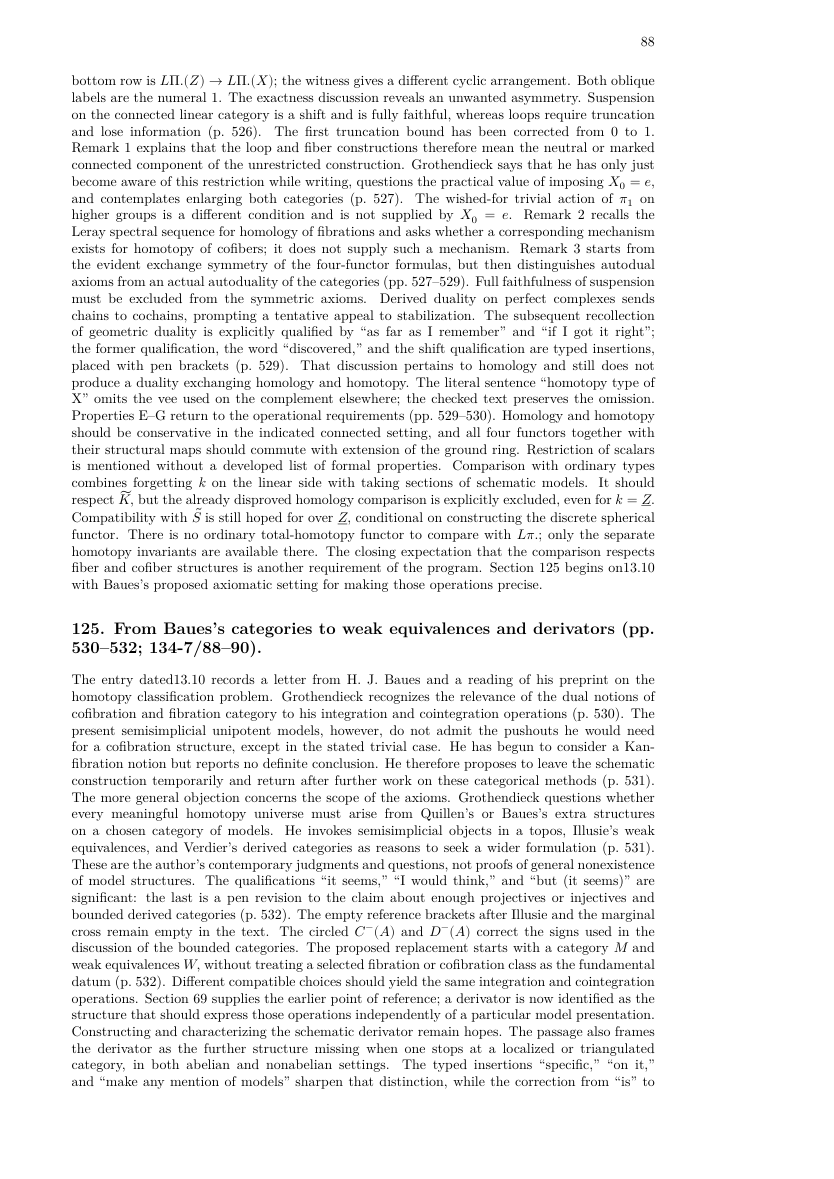 88
bottom row is LΠ.(Z) → LΠ.(X); the witness gives a different cyclic arrangement. Both oblique
labels are the numeral 1. The exactness discussion reveals an unwanted asymmetry. Suspension
on the connected linear category is a shift and is fully faithful, whereas loops require truncation
and lose information (p. 526). The first truncation bound has been corrected from 0 to 1.
Remark 1 explains that the loop and fiber constructions therefore mean the neutral or marked
connected component of the unrestricted construction. Grothendieck says that he has only just
become aware of this restriction while writing, questions the practical value of imposing X₀ = e,
and contemplates enlarging both categories (p. 527). The wished-for trivial action of π₁ on
higher groups is a different condition and is not supplied by X₀ = e. Remark 2 recalls the
Leray spectral sequence for homology of fibrations and asks whether a corresponding mechanism
exists for homotopy of cofibers; it does not supply such a mechanism. Remark 3 starts from
the evident exchange symmetry of the four-functor formulas, but then distinguishes autodual
axioms from an actual autoduality of the categories (pp. 527–529). Full faithfulness of suspension
must be excluded from the symmetric axioms. Derived duality on perfect complexes sends
chains to cochains, prompting a tentative appeal to stabilization. The subsequent recollection
of geometric duality is explicitly qualified by “as far as I remember” and “if I got it right”;
the former qualification, the word “discovered,” and the shift qualification are typed insertions,
placed with pen brackets (p. 529). That discussion pertains to homology and still does not
produce a duality exchanging homology and homotopy. The literal sentence “homotopy type of
X” omits the vee used on the complement elsewhere; the checked text preserves the omission.
Properties E–G return to the operational requirements (pp. 529–530). Homology and homotopy
should be conservative in the indicated connected setting, and all four functors together with
their structural maps should commute with extension of the ground ring. Restriction of scalars
is mentioned without a developed list of formal properties. Comparison with ordinary types
combines forgetting k on the linear side with taking sections of schematic models. It should
respect K̃, but the already disproved homology comparison is explicitly excluded, even for k = Z̲.
Compatibility with S̃ is still hoped for over Z̲, conditional on constructing the discrete spherical
functor. There is no ordinary total-homotopy functor to compare with Lπ.; only the separate
homotopy invariants are available there. The closing expectation that the comparison respects
fiber and cofiber structures is another requirement of the program. Section 125 begins on13.10
with Baues’s proposed axiomatic setting for making those operations precise.
125. From Baues’s categories to weak equivalences and derivators (pp.
530–532; 134-7/88–90).
The entry dated13.10 records a letter from H. J. Baues and a reading of his preprint on the
homotopy classification problem. Grothendieck recognizes the relevance of the dual notions of
cofibration and fibration category to his integration and cointegration operations (p. 530). The
present semisimplicial unipotent models, however, do not admit the pushouts he would need
for a cofibration structure, except in the stated trivial case. He has begun to consider a Kan-
fibration notion but reports no definite conclusion. He therefore proposes to leave the schematic
construction temporarily and return after further work on these categorical methods (p. 531).
The more general objection concerns the scope of the axioms. Grothendieck questions whether
every meaningful homotopy universe must arise from Quillen’s or Baues’s extra structures
on a chosen category of models. He invokes semisimplicial objects in a topos, Illusie’s weak
equivalences, and Verdier’s derived categories as reasons to seek a wider formulation (p. 531).
These are the author’s contemporary judgments and questions, not proofs of general nonexistence
of model structures. The qualifications “it seems,” “I would think,” and “but (it seems)” are
significant: the last is a pen revision to the claim about enough projectives or injectives and
bounded derived categories (p. 532). The empty reference brackets after Illusie and the marginal
cross remain empty in the text. The circled C⁻(A) and D⁻(A) correct the signs used in the
discussion of the bounded categories. The proposed replacement starts with a category M and
weak equivalences W, without treating a selected fibration or cofibration class as the fundamental
datum (p. 532). Different compatible choices should yield the same integration and cointegration
operations. Section 69 supplies the earlier point of reference; a derivator is now identified as the
structure that should express those operations independently of a particular model presentation.
Constructing and characterizing the schematic derivator remain hopes. The passage also frames
the derivator as the further structure missing when one stops at a localized or triangulated
category, in both abelian and nonabelian settings. The typed insertions “specific,” “on it,”
and “make any mention of models” sharpen that distinction, while the correction from “is” to